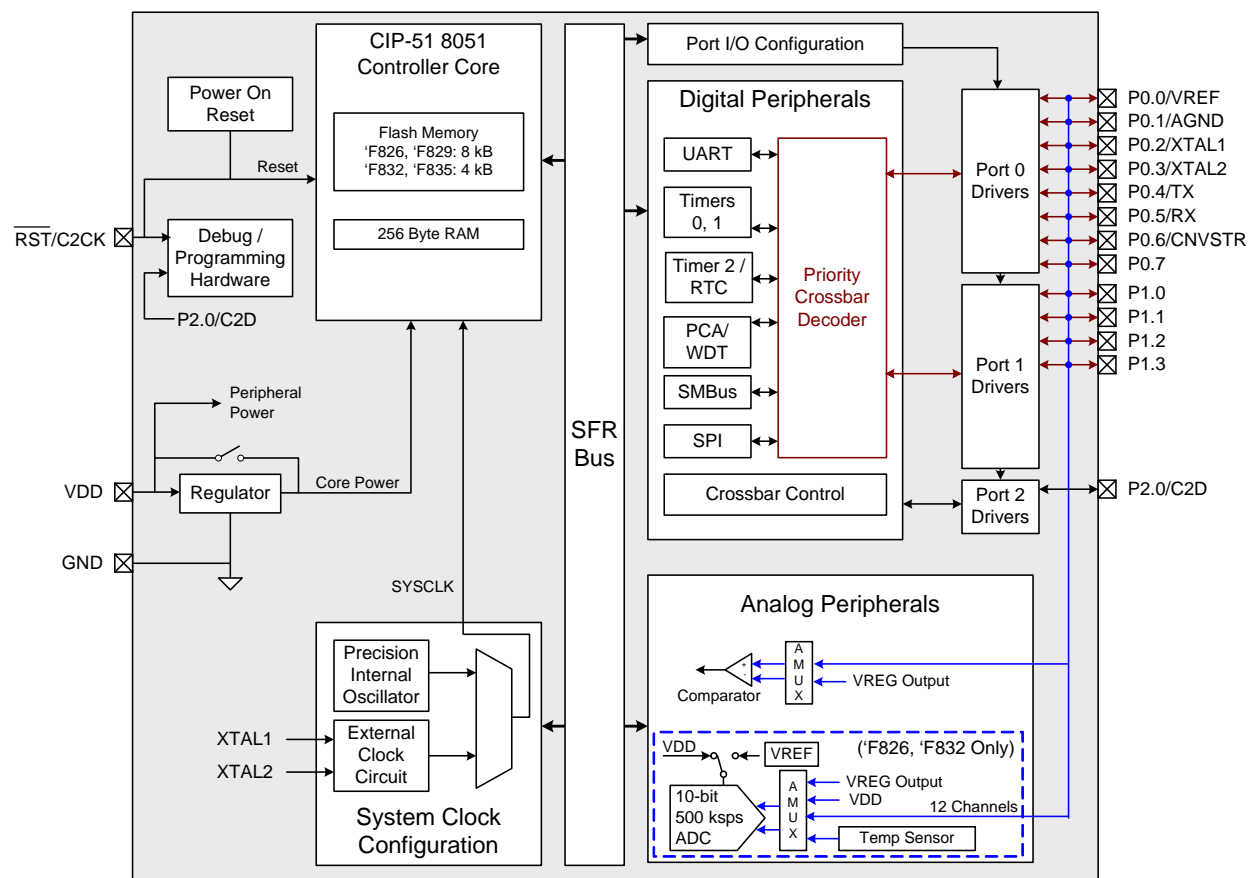 CIP-51 8051
Controller Core
Flash Memory
'F826, 'F829: 8 kB
'F832, 'F835: 4 kB
256 Byte RAM
Power On
Reset
Reset
RST/C2CK
Debug /
Programming
Hardware
P2.0/C2D
Peripheral
Power
VDD
Regulator
Core Power
GND
SYSCLK
Precision
Internal
Oscillator
XTAL1
XTAL2
External
Clock
Circuit
System Clock
Configuration
SFR
Bus
Port I/O Configuration
Digital Peripherals
UART
Timers
0, 1
Timer 2 /
RTC
PCA/
WDT
SMBus
SPI
Priority
Crossbar
Decoder
Crossbar Control
Port 0
Drivers
Port 1
Drivers
Port 2
Drivers
P0.0/VREF
P0.1/AGND
P0.2/XTAL1
P0.3/XTAL2
P0.4/TX
P0.5/RX
P0.6/CNVSTR
P0.7
P1.0
P1.1
P1.2
P1.3
P2.0/C2D
Analog Peripherals
+
-
Comparator
AMUX
VREG Output
('F826, 'F832 Only)
VDD
VREF
10-bit
500 ksps
ADC
AMUX
VREG Output
VDD
12 Channels
Temp Sensor